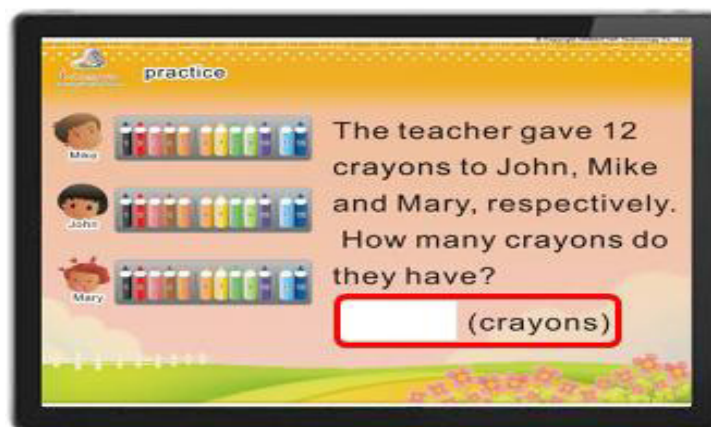 practice
Mike
John
Mary
The teacher gave 12
crayons to John, Mike
and Mary, respectively.
How many crayons do
they have?
(crayons)